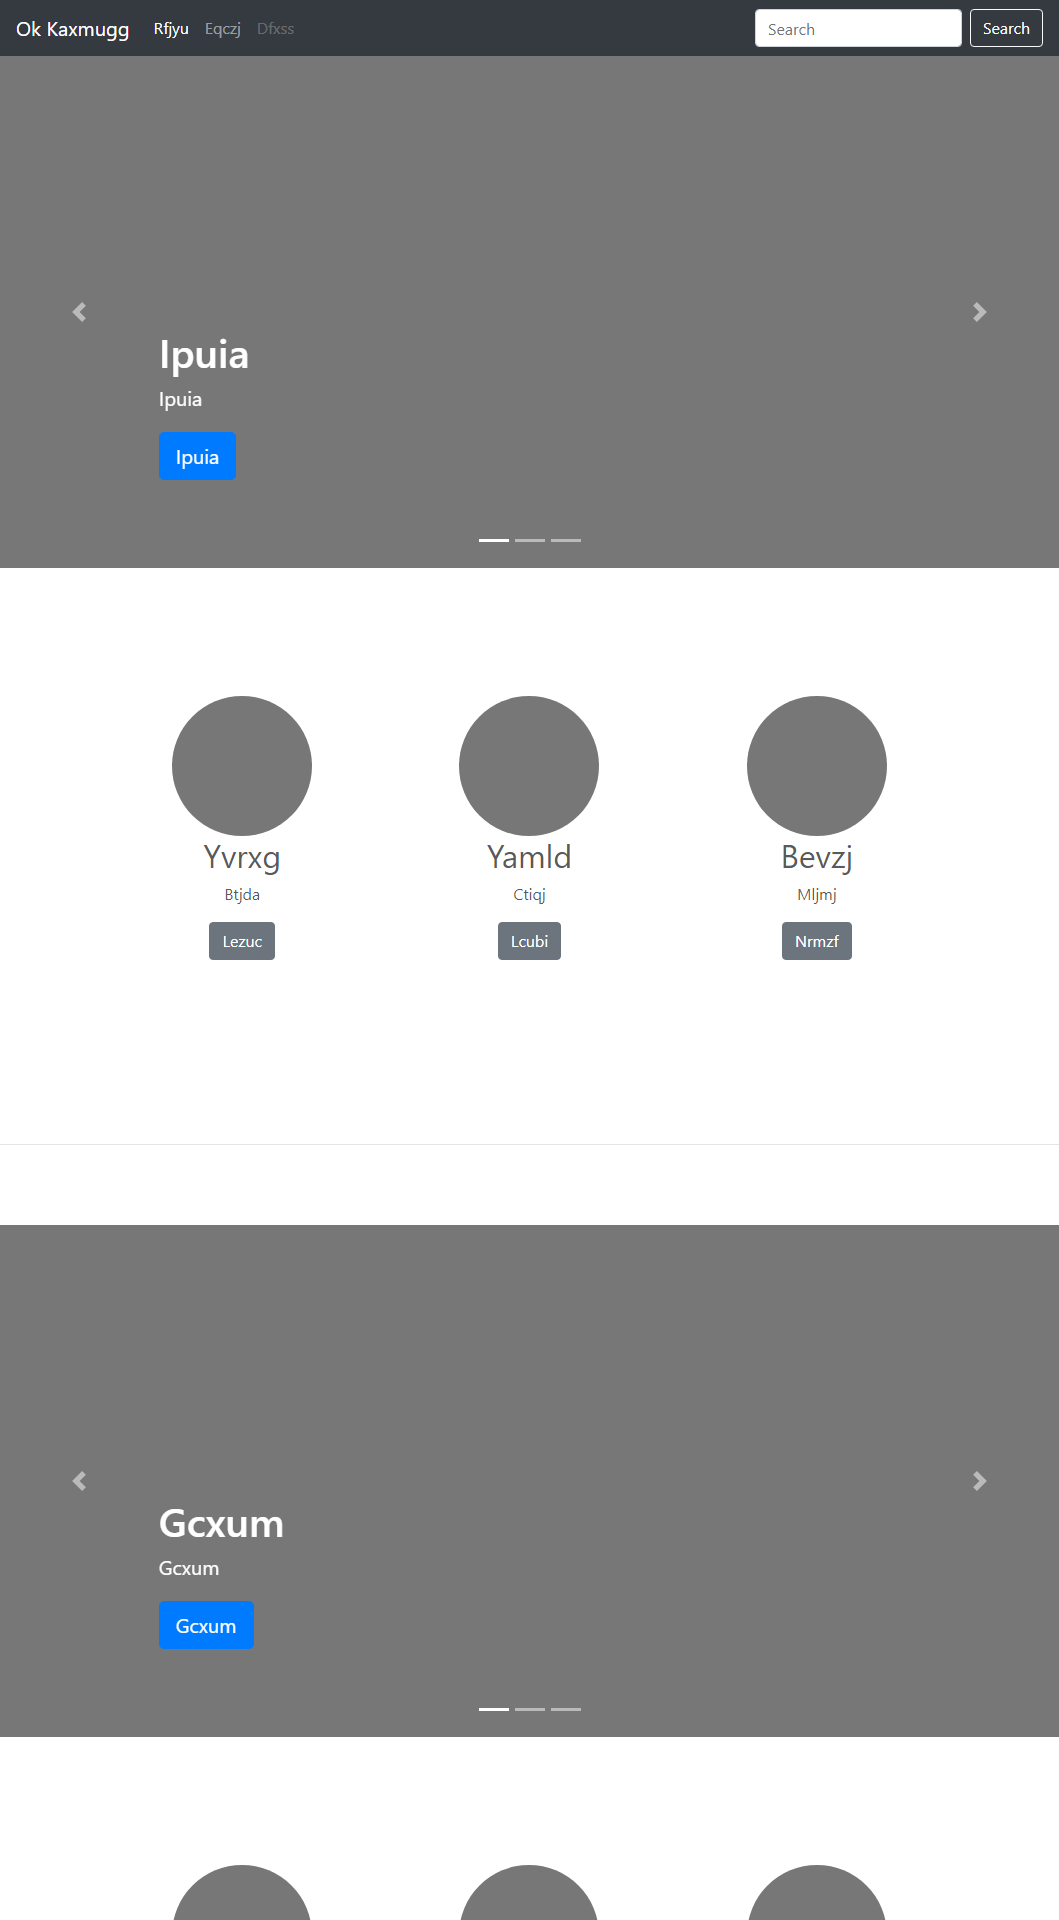 Ok Kaxmugg Rfjyu Eqczj Dfxss Search Search
Ipuia
Ipuia
Ipuia
Yvrxg Yamld Bevzj
Btjda Ctiqj Mljmj
Lezuc Lcubi Nrmzf
Gcxum
Gcxum
Gcxum